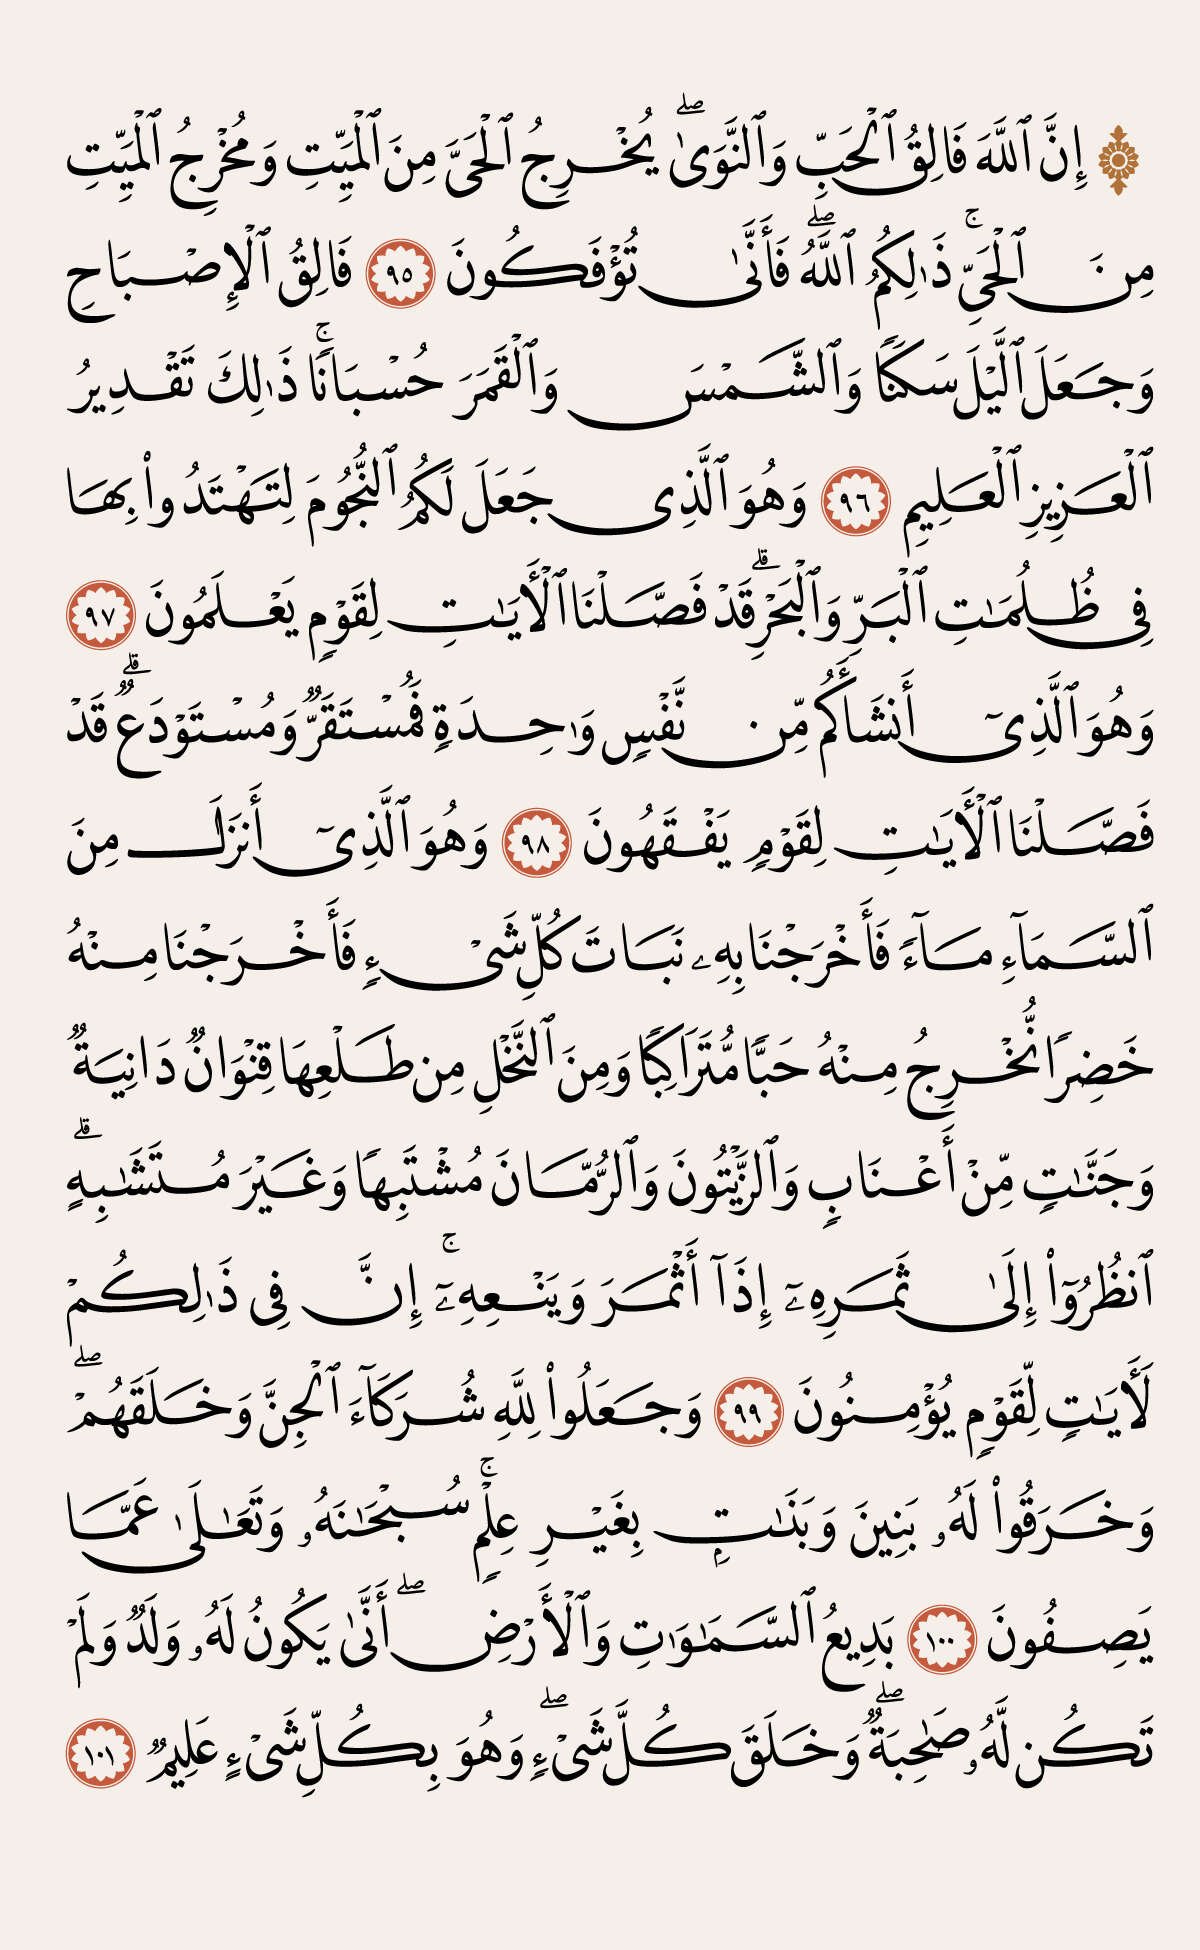 ۞ إِنَّ ٱللَّهَ فَالِقُ ٱلْحَبِّ وَٱلنَّوَىٰۖ يُخْرِجُ ٱلْحَىَّ مِنَ ٱلْمَيِّتِ وَمُخْرِجُ ٱلْمَيِّتِ
مِنَ ٱلْحَىِّۚ ذَٰلِكُمُ ٱللَّهُۖ فَأَنَّىٰ تُؤْفَكُونَ ٩٥ فَالِقُ ٱلْإِصْبَاحِ
وَجَعَلَ ٱلَّيْلَ سَكَنًا وَٱلشَّمْسَ وَٱلْقَمَرَ حُسْبَانًاۚ ذَٰلِكَ تَقْدِيرُ
ٱلْعَزِيزِ ٱلْعَلِيمِ ٩٦ وَهُوَ ٱلَّذِى جَعَلَ لَكُمُ ٱلنُّجُومَ لِتَهْتَدُوا۟ بِهَا
فِى ظُلُمَٰتِ ٱلْبَرِّ وَٱلْبَحْرِۗ قَدْ فَصَّلْنَا ٱلْأَيَٰتِ لِقَوْمٍ يَعْلَمُونَ ٩٧
وَهُوَ ٱلَّذِىٓ أَنشَأَكُم مِّن نَّفْسٍ وَٰحِدَةٍ فَمُسْتَقَرٌّ وَمُسْتَوْدَعٌۗ قَدْ
فَصَّلْنَا ٱلْأَيَٰتِ لِقَوْمٍ يَفْقَهُونَ ٩٨ وَهُوَ ٱلَّذِىٓ أَنزَلَ مِنَ
ٱلسَّمَآءِ مَآءً فَأَخْرَجْنَا بِهِۦ نَبَاتَ كُلِّ شَىْءٍ فَأَخْرَجْنَا مِنْهُ
خَضِرًا نُّخْرِجُ مِنْهُ حَبًّا مُّتَرَاكِبًا وَمِنَ ٱلنَّخْلِ مِن طَلْعِهَا قِنْوَانٌ دَانِيَةٌ
وَجَنَّٰتٍ مِّنْ أَعْنَابٍ وَٱلزَّيْتُونَ وَٱلرُّمَّانَ مُشْتَبِهًا وَغَيْرَ مُتَشَٰبِهٍۗ
ٱنظُرُوٓا۟ إِلَىٰ ثَمَرِهِۦٓ إِذَآ أَثْمَرَ وَيَنْعِهِۦٓۚ إِنَّ فِى ذَٰلِكُمْ
لَأَيَٰتٍ لِّقَوْمٍ يُؤْمِنُونَ ٩٩ وَجَعَلُوا۟ لِلَّهِ شُرَكَآءَ ٱلْجِنَّ وَخَلَقَهُمْۖ
وَخَرَقُوا۟ لَهُۥ بَنِينَ وَبَنَٰتٍۭ بِغَيْرِ عِلْمٍۚ سُبْحَٰنَهُۥ وَتَعَٰلَىٰ عَمَّا
يَصِفُونَ ١٠٠ بَدِيعُ ٱلسَّمَٰوَٰتِ وَٱلْأَرْضِۖ أَنَّىٰ يَكُونُ لَهُۥ وَلَدٌ وَلَمْ
تَكُن لَّهُۥ صَٰحِبَةٌۖ وَخَلَقَ كُلَّ شَىْءٍۖ وَهُوَ بِكُلِّ شَىْءٍ عَلِيمٌ ١٠١